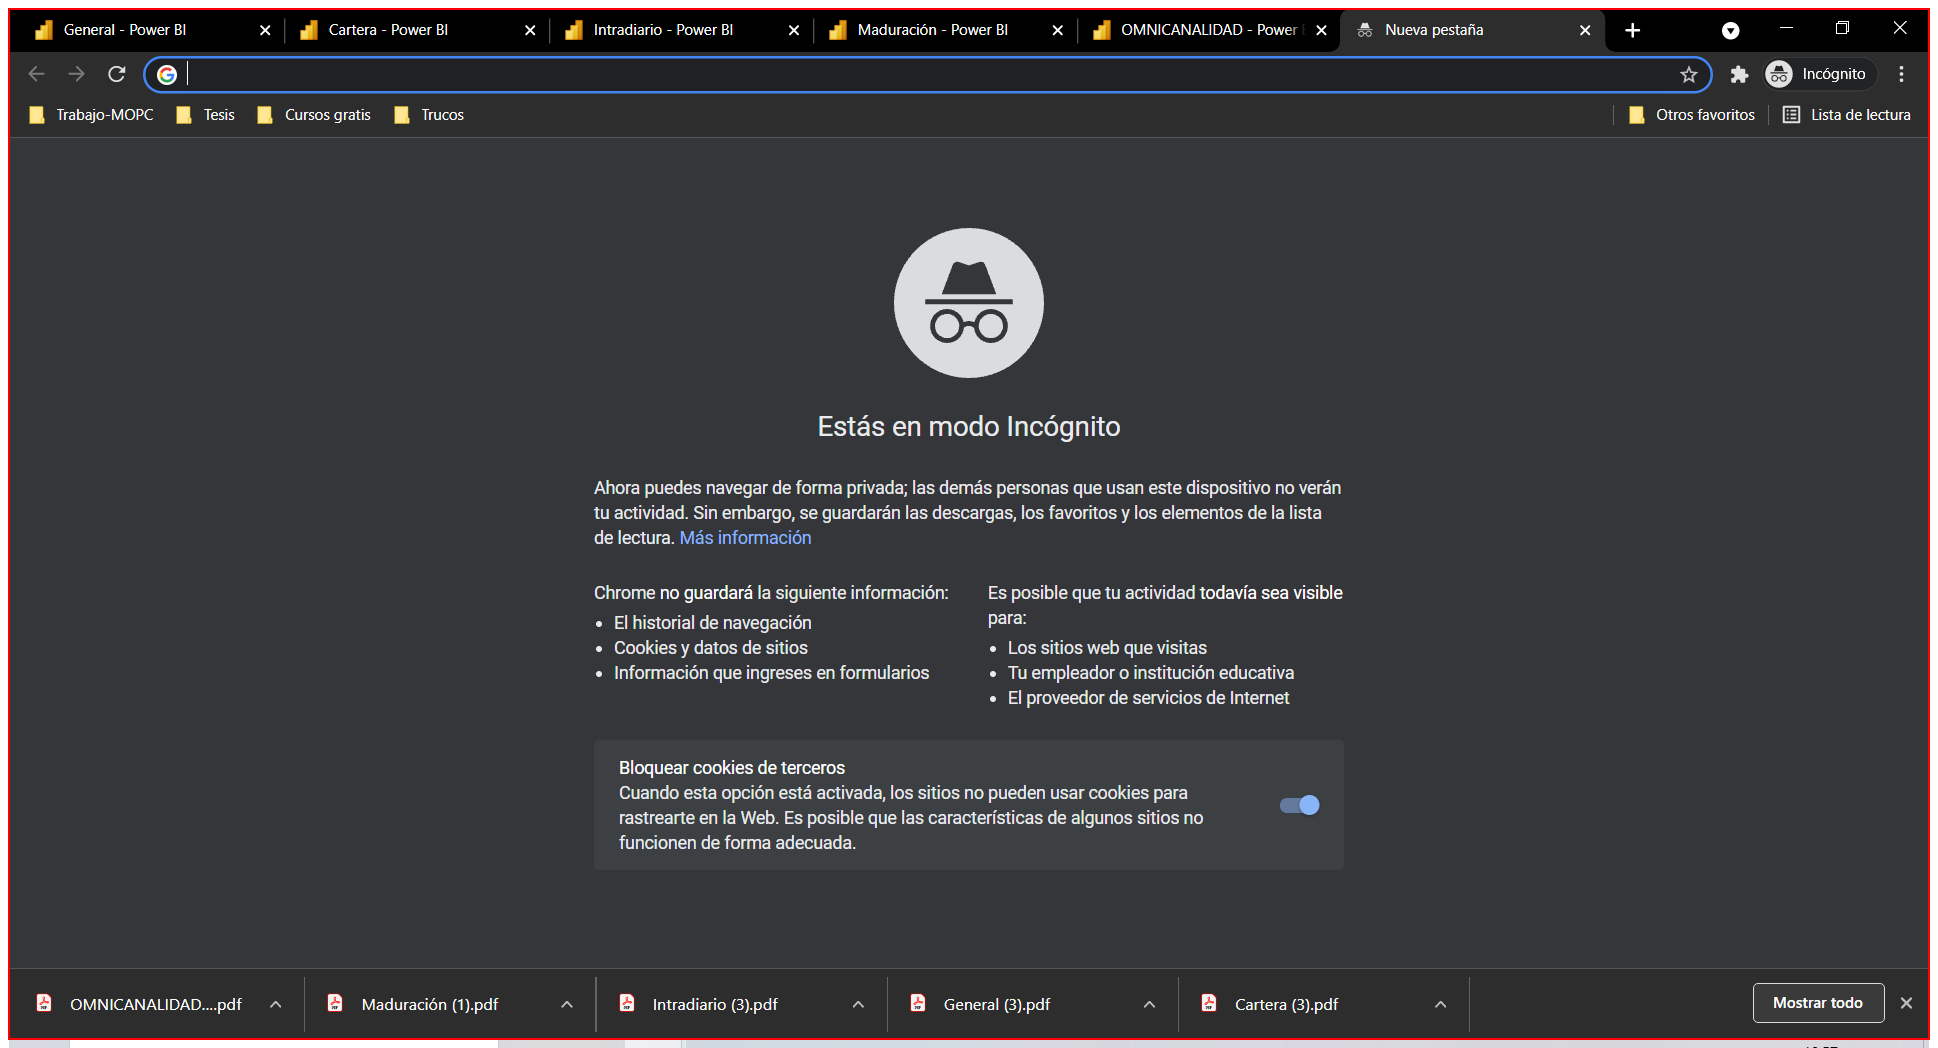 General - Power BI
Cartera - Power BI
Intradiario - Power BI
Maduración - Power BI
OMNICANALIDAD - Power
Nueva pestaña
Incógnito
Trabajo-MOPC
Tesis
Cursos gratis
Trucos
Otros favoritos
Lista de lectura
Estás en modo Incógnito
Ahora puedes navegar de forma privada; las demás personas que usan este dispositivo no verán
tu actividad. Sin embargo, se guardarán las descargas, los favoritos y los elementos de la lista
de lectura. Más información
Chrome no guardará la siguiente información:
El historial de navegación
Cookies y datos de sitios
Información que ingreses en formularios
Es posible que tu actividad todavía sea visible
para:
Los sitios web que visitas
Tu empleador o institución educativa
El proveedor de servicios de Internet
Bloquear cookies de terceros
Cuando esta opción está activada, los sitios no pueden usar cookies para
rastrearte en la Web. Es posible que las características de algunos sitios no
funcionen de forma adecuada.
OMNICANALIDAD....pdf
Maduración (1).pdf
Intradiario (3).pdf
General (3).pdf
Cartera (3).pdf
Mostrar todo